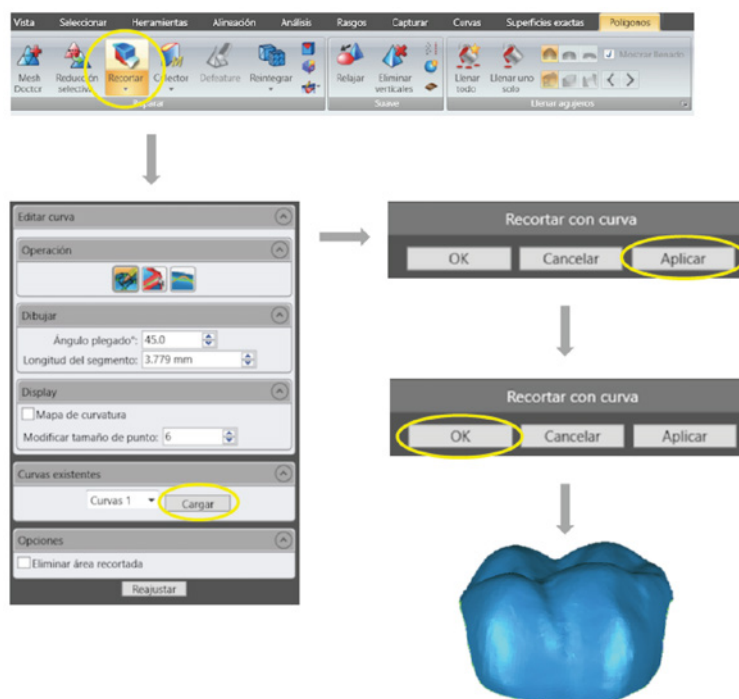 Vista Seleccionar Herramientas Alineación Análisis Rasgos Capturar Curvas Superficies exactas Polígonos
Mesh Doctor
Reducción selectiva
Recortar
Defeature
Reintegrar
Relajar
Eliminar verticales
Llenar todo
Llenar uno solo
Mostrar llenado
Reparar Suave Llenar agujeros
Editar curva
Operación
Dibujar
Ángulo plegado°: 45.0
Longitud del segmento: 3.779 mm
Display
Mapa de curvatura
Modificar tamaño de punto: 6
Curvas existentes
Curvas 1 Cargar
Opciones
Eliminar área recortada
Reajustar
Recortar con curva
OK Cancelar Aplicar
Recortar con curva
OK Cancelar Aplicar